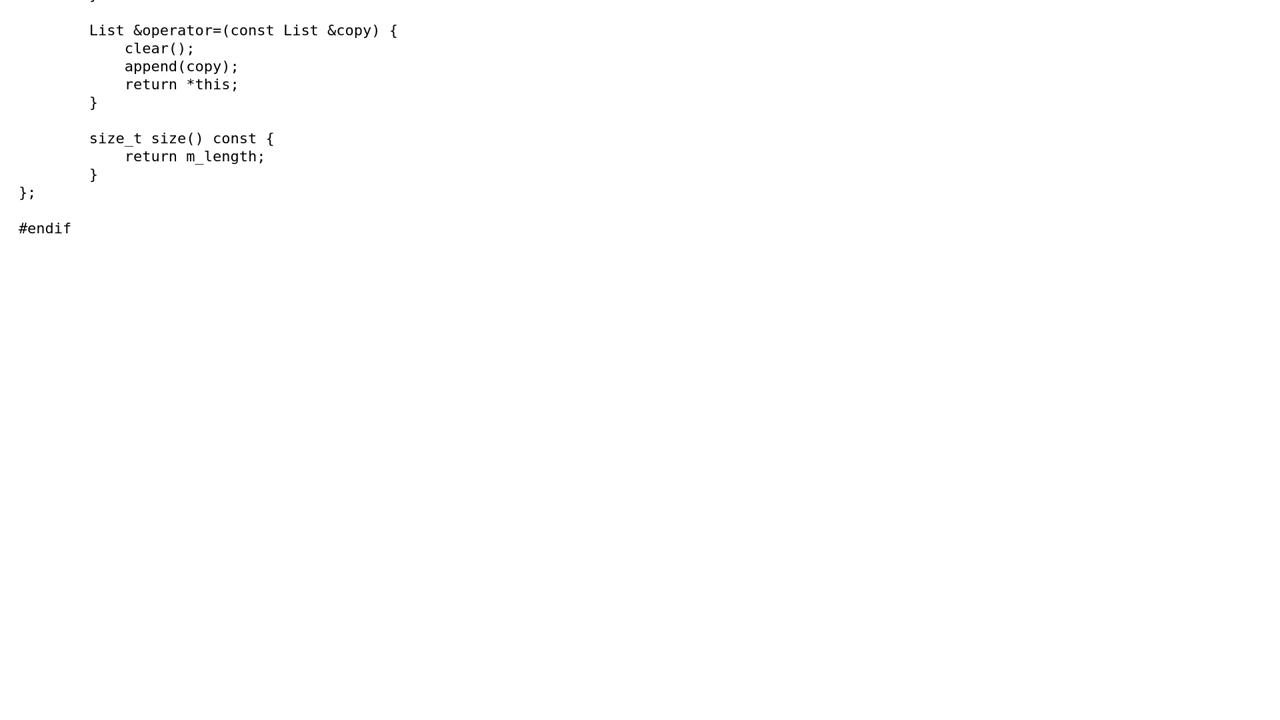 }

        List &operator=(const List &copy) {
            clear();
            append(copy);
            return *this;
        }

        size_t size() const {
            return m_length;
        }
};

#endif